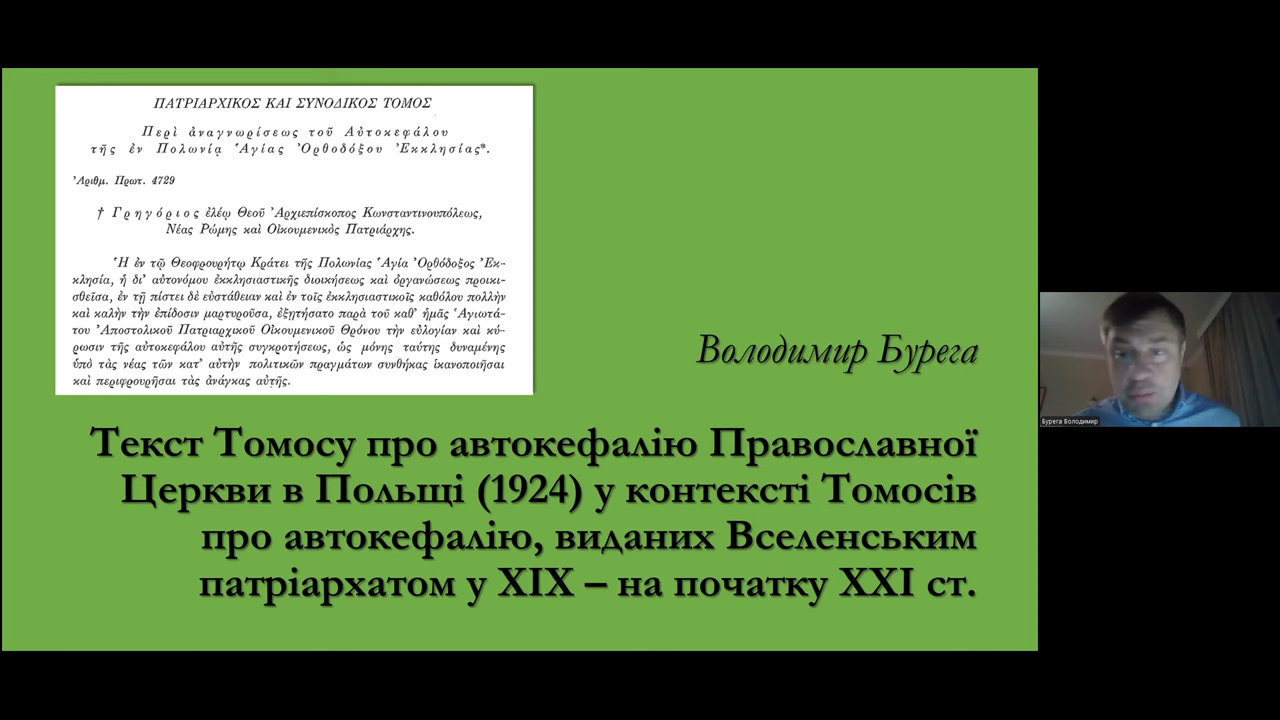 ΠΑΤΡΙΑΡΧΙΚΟΣ ΚΑΙ ΣΥΝΟΔΙΚΟΣ ΤΟΜΟΣ
Περὶ ἀναγνωρίσεως τοῦ Αὐτοκεφάλου
τῆς ἐν Πολωνίᾳ Ἁγίας Ὀρθοδόξου Ἐκκλησίας*.
Ἀριθμ. Πρωτ. 4729
† Γρηγόριος ἐλέῳ Θεοῦ Ἀρχιεπίσκοπος Κωνσταντινουπόλεως,
Νέας Ρώμης καὶ Οἰκουμενικὸς Πατριάρχης.
Ἡ ἐν τῷ Θεοφρουρήτῳ Κράτει τῆς Πολωνίας Ἁγία Ὀρθόδοξος Ἐκ-
κλησία, ἡ δι' αὐτονόμου ἐκκλησιαστικῆς διοικήσεως καὶ ὀργανώσεως προικι-
σθεῖσα, ἐν τῇ πίστει δὲ εὐστάθειαν καὶ ἐν τοῖς ἐκκλησιαστικοῖς καθόλου πολλὴν
καὶ καλὴν τὴν ἐπίδοσιν μαρτυροῦσα, ἐξῃτήσατο παρὰ τοῦ καθ' ἡμᾶς Ἁγιωτά-
του Ἀποστολικοῦ Πατριαρχικοῦ Οἰκουμενικοῦ Θρόνου τὴν εὐλογίαν καὶ κύ-
ρωσιν τῆς αὐτοκεφάλου αὐτῆς συγκροτήσεως, ὡς μόνης ταύτης δυναμένης
ὑπὸ τὰς νέας τῶν κατ' αὐτὴν πολιτικῶν πραγμάτων συνθήκας ἱκανοποιῆσαι
καὶ περιφρουρῆσαι τὰς ἀνάγκας αὐτῆς.
Володимир Бурега
Текст Томосу про автокефалію Православної
Церкви в Польщі (1924) у контексті Томосів
про автокефалію, виданих Вселенським
патріархатом у ХІХ – на початку ХХІ ст.
Бурега Володимир